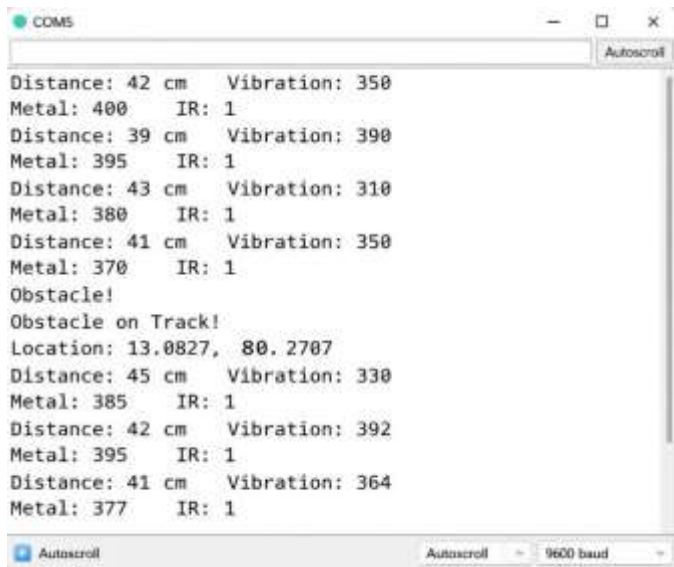 COM5
Autoscroll
Distance: 42 cm Vibration: 350
Metal: 400 IR: 1
Distance: 39 cm Vibration: 390
Metal: 395 IR: 1
Distance: 43 cm Vibration: 310
Metal: 380 IR: 1
Distance: 41 cm Vibration: 350
Metal: 370 IR: 1
Obstacle!
Obstacle on Track!
Location: 13.0827, 80. 2707
Distance: 45 cm Vibration: 330
Metal: 385 IR: 1
Distance: 42 cm Vibration: 392
Metal: 395 IR: 1
Distance: 41 cm Vibration: 364
Metal: 377 IR: 1
Autoscroll Autoscroll 9600 baud